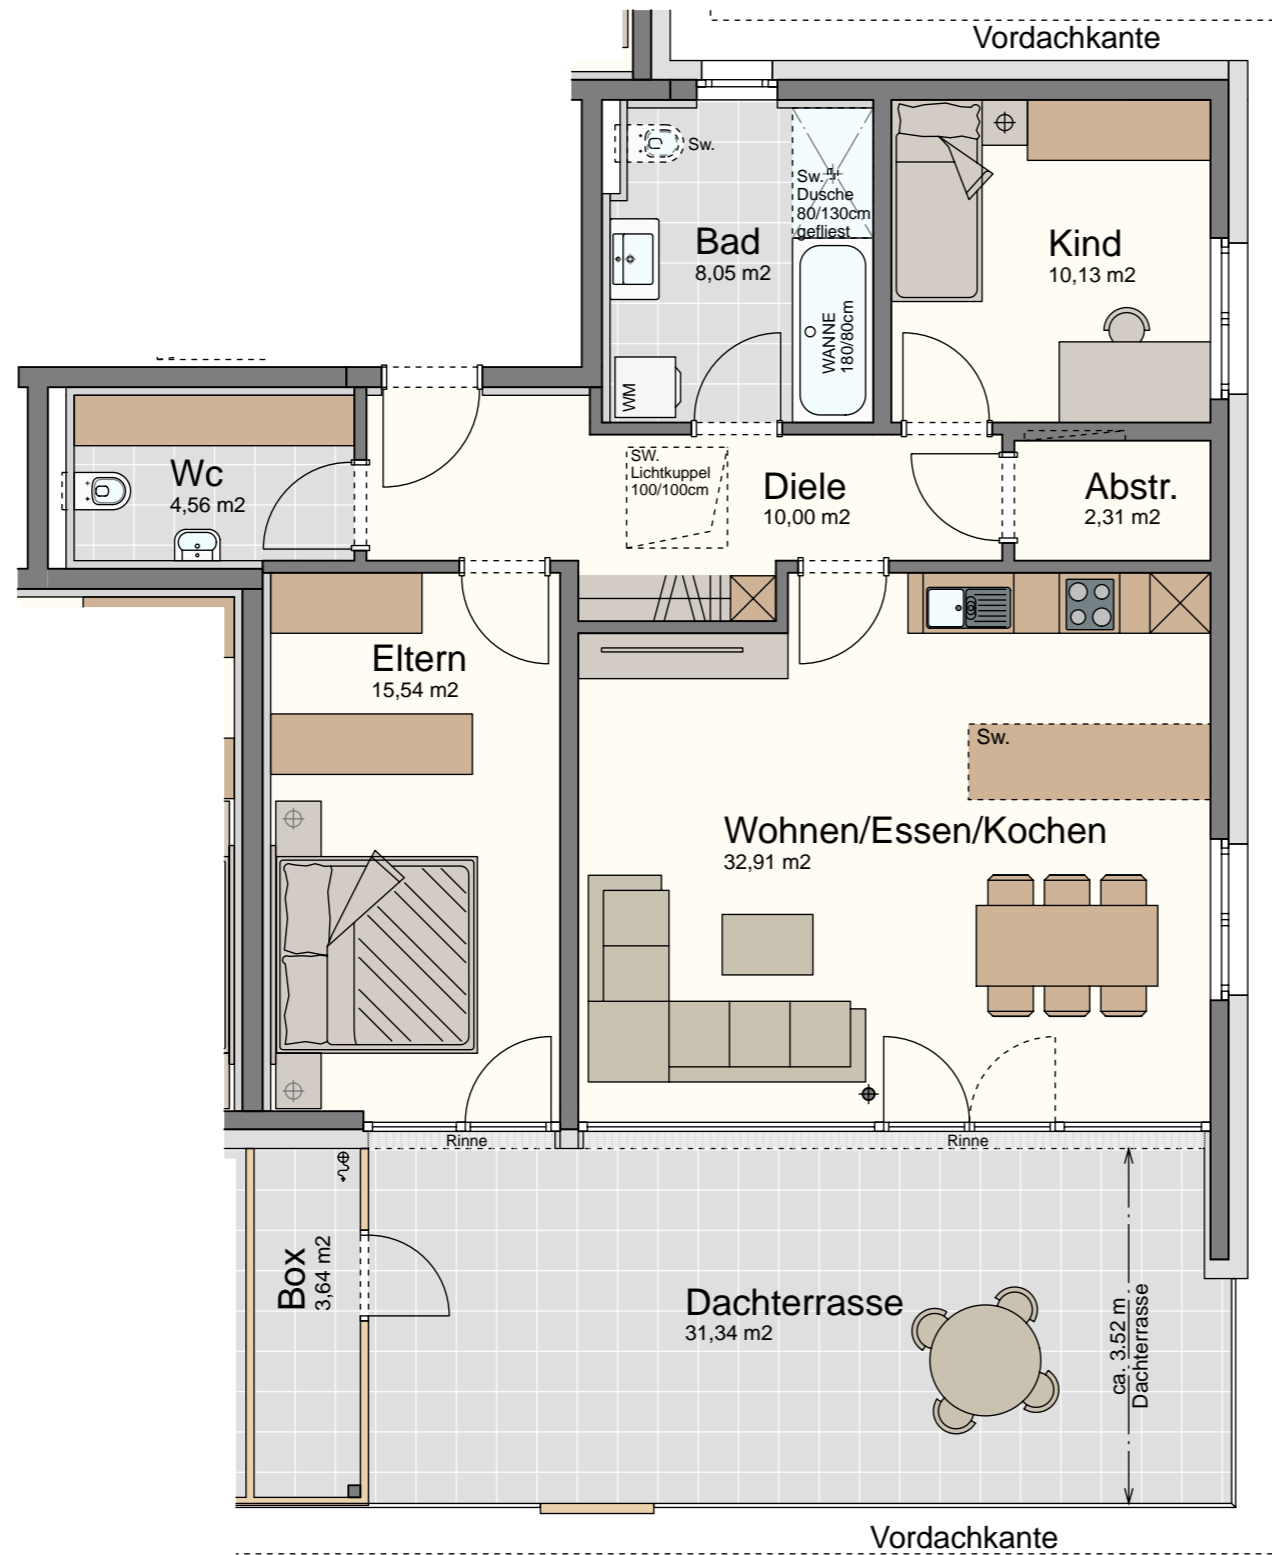 Vordachkante
Sw.
Sw.
Dusche
80/130cm
gefliest
Bad
8,05 m2
Kind
10,13 m2
WANNE
180/80cm
WM
Wc
4,56 m2
SW.
Lichtkuppel
100/100cm
Diele
10,00 m2
Abstr.
2,31 m2
Eltern
15,54 m2
Sw.
Wohnen/Essen/Kochen
32,91 m2
Rinne
Rinne
Box
3,64 m2
Dachterrasse
31,34 m2
ca. 3.52 m
Dachterrasse
Vordachkante